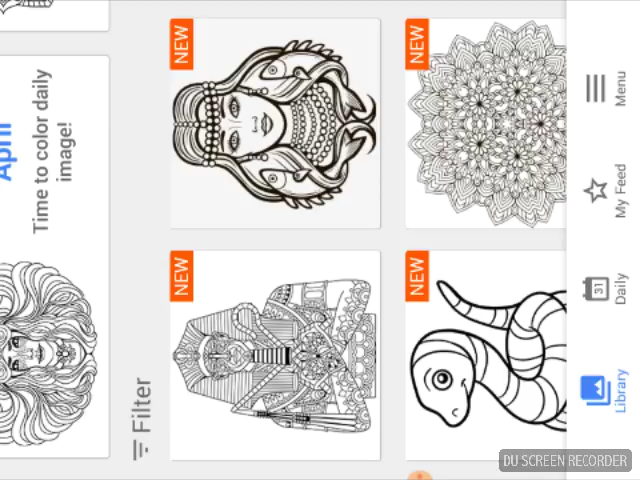 April
Time to color daily
image!
Filter
NEW
NEW
NEW
NEW
Library
31
Daily
My Feed
Menu
DU SCREEN RECORDER